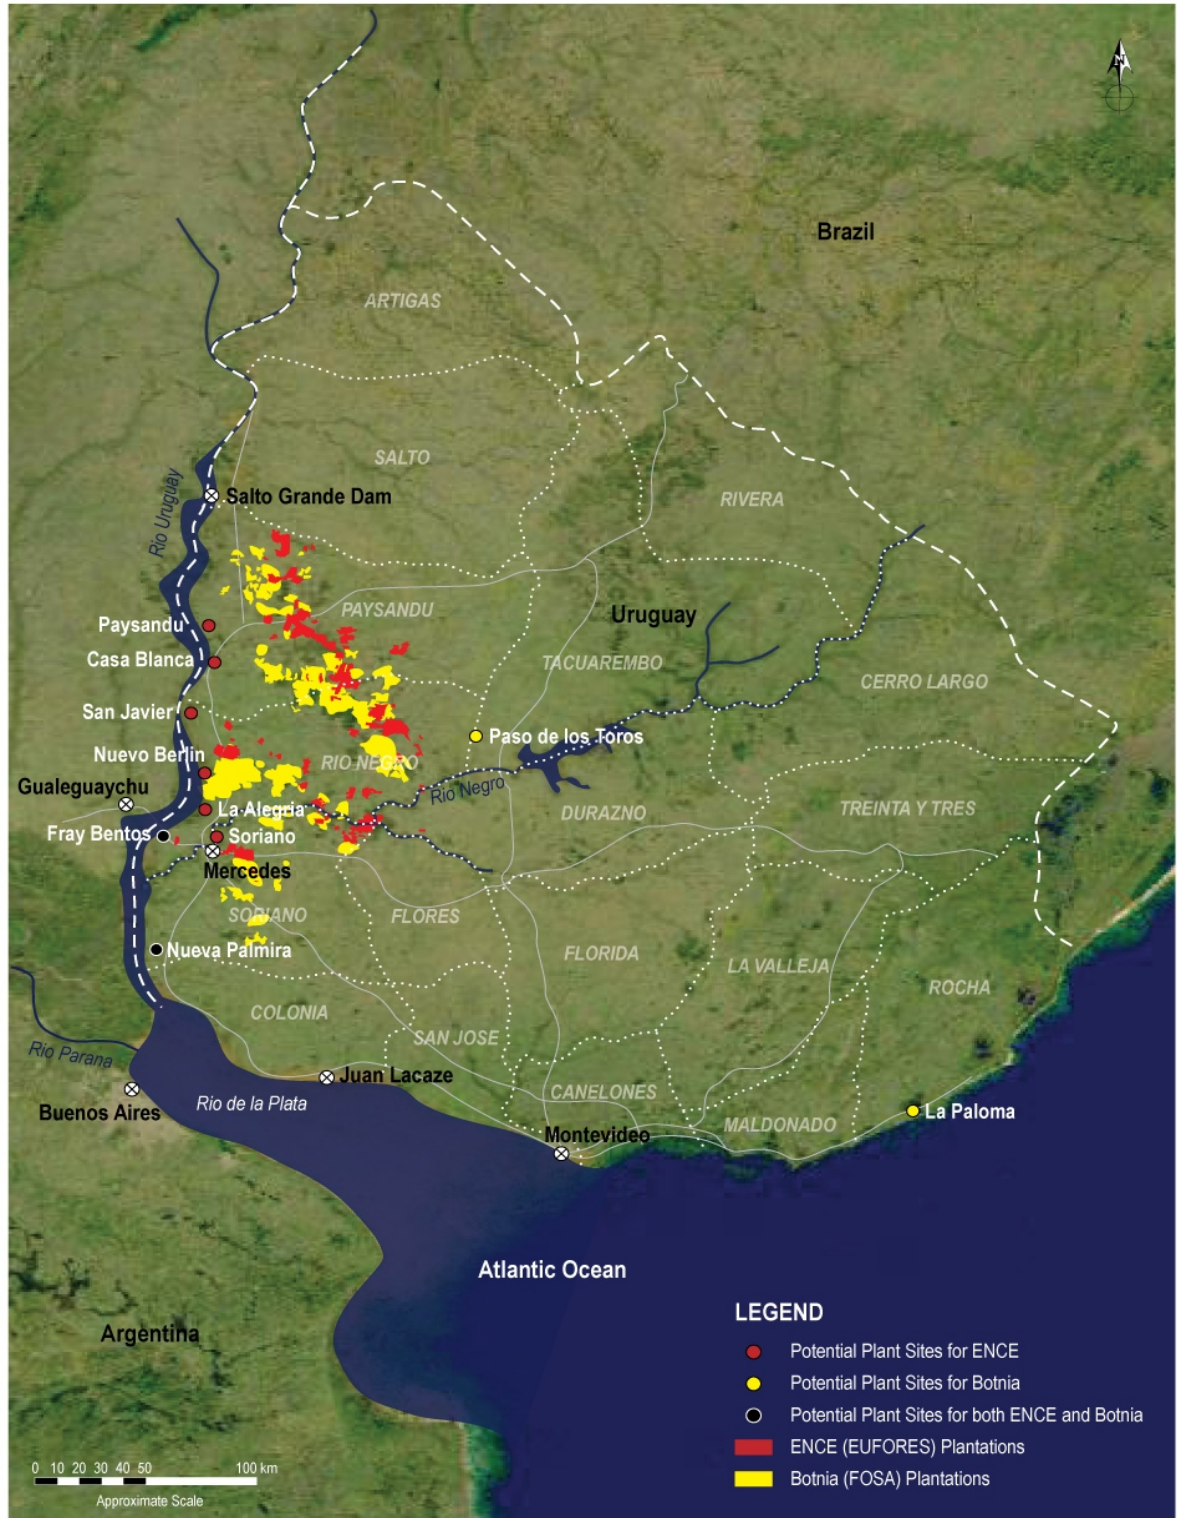 N
Brazil
ARTIGAS
SALTO
Rio Uruguay
Salto Grande Dam
RIVERA
PAYSANDU
Uruguay
Paysandu
Casa Blanca
TACUAREMBO
CERRO LARGO
San Javier
Paso de los Toros
Nuevo Berlin
RIO NEGRO
Gualeguaychu
Rio Negro
La Alegria
DURAZNO
TREINTA Y TRES
Fray Bentos
Soriano
Mercedes
SORIANO
FLORES
Nueva Palmira
FLORIDA
LA VALLEJA
ROCHA
COLONIA
SAN JOSE
Rio Parana
Juan Lacaze
CANELONES
Buenos Aires
Rio de la Plata
La Paloma
MALDONADO
Montevideo
Atlantic Ocean
Argentina
LEGEND
Potential Plant Sites for ENCE
Potential Plant Sites for Botnia
Potential Plant Sites for both ENCE and Botnia
ENCE (EUFORES) Plantations
Botnia (FOSA) Plantations
0 10 20 30 40 50 100 km
Approximate Scale